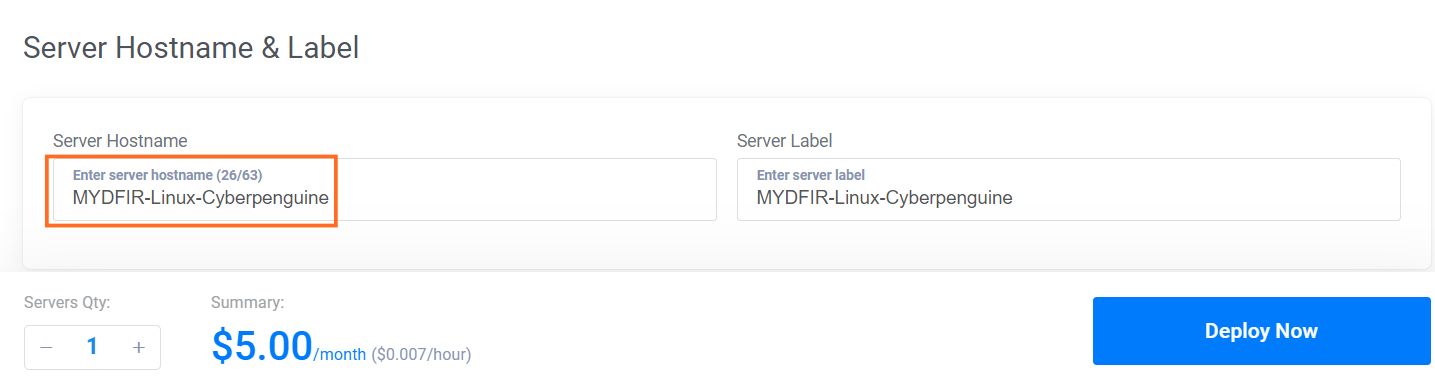 Server Hostname & Label
Server Hostname
Server Label
Enter server hostname (26/63)
MYDFIR-Linux-Cyberpenguine
Enter server label
MYDFIR-Linux-Cyberpenguine
Servers Qty:
Summary:
− 1 +
$5.00/month ($0.007/hour)
Deploy Now